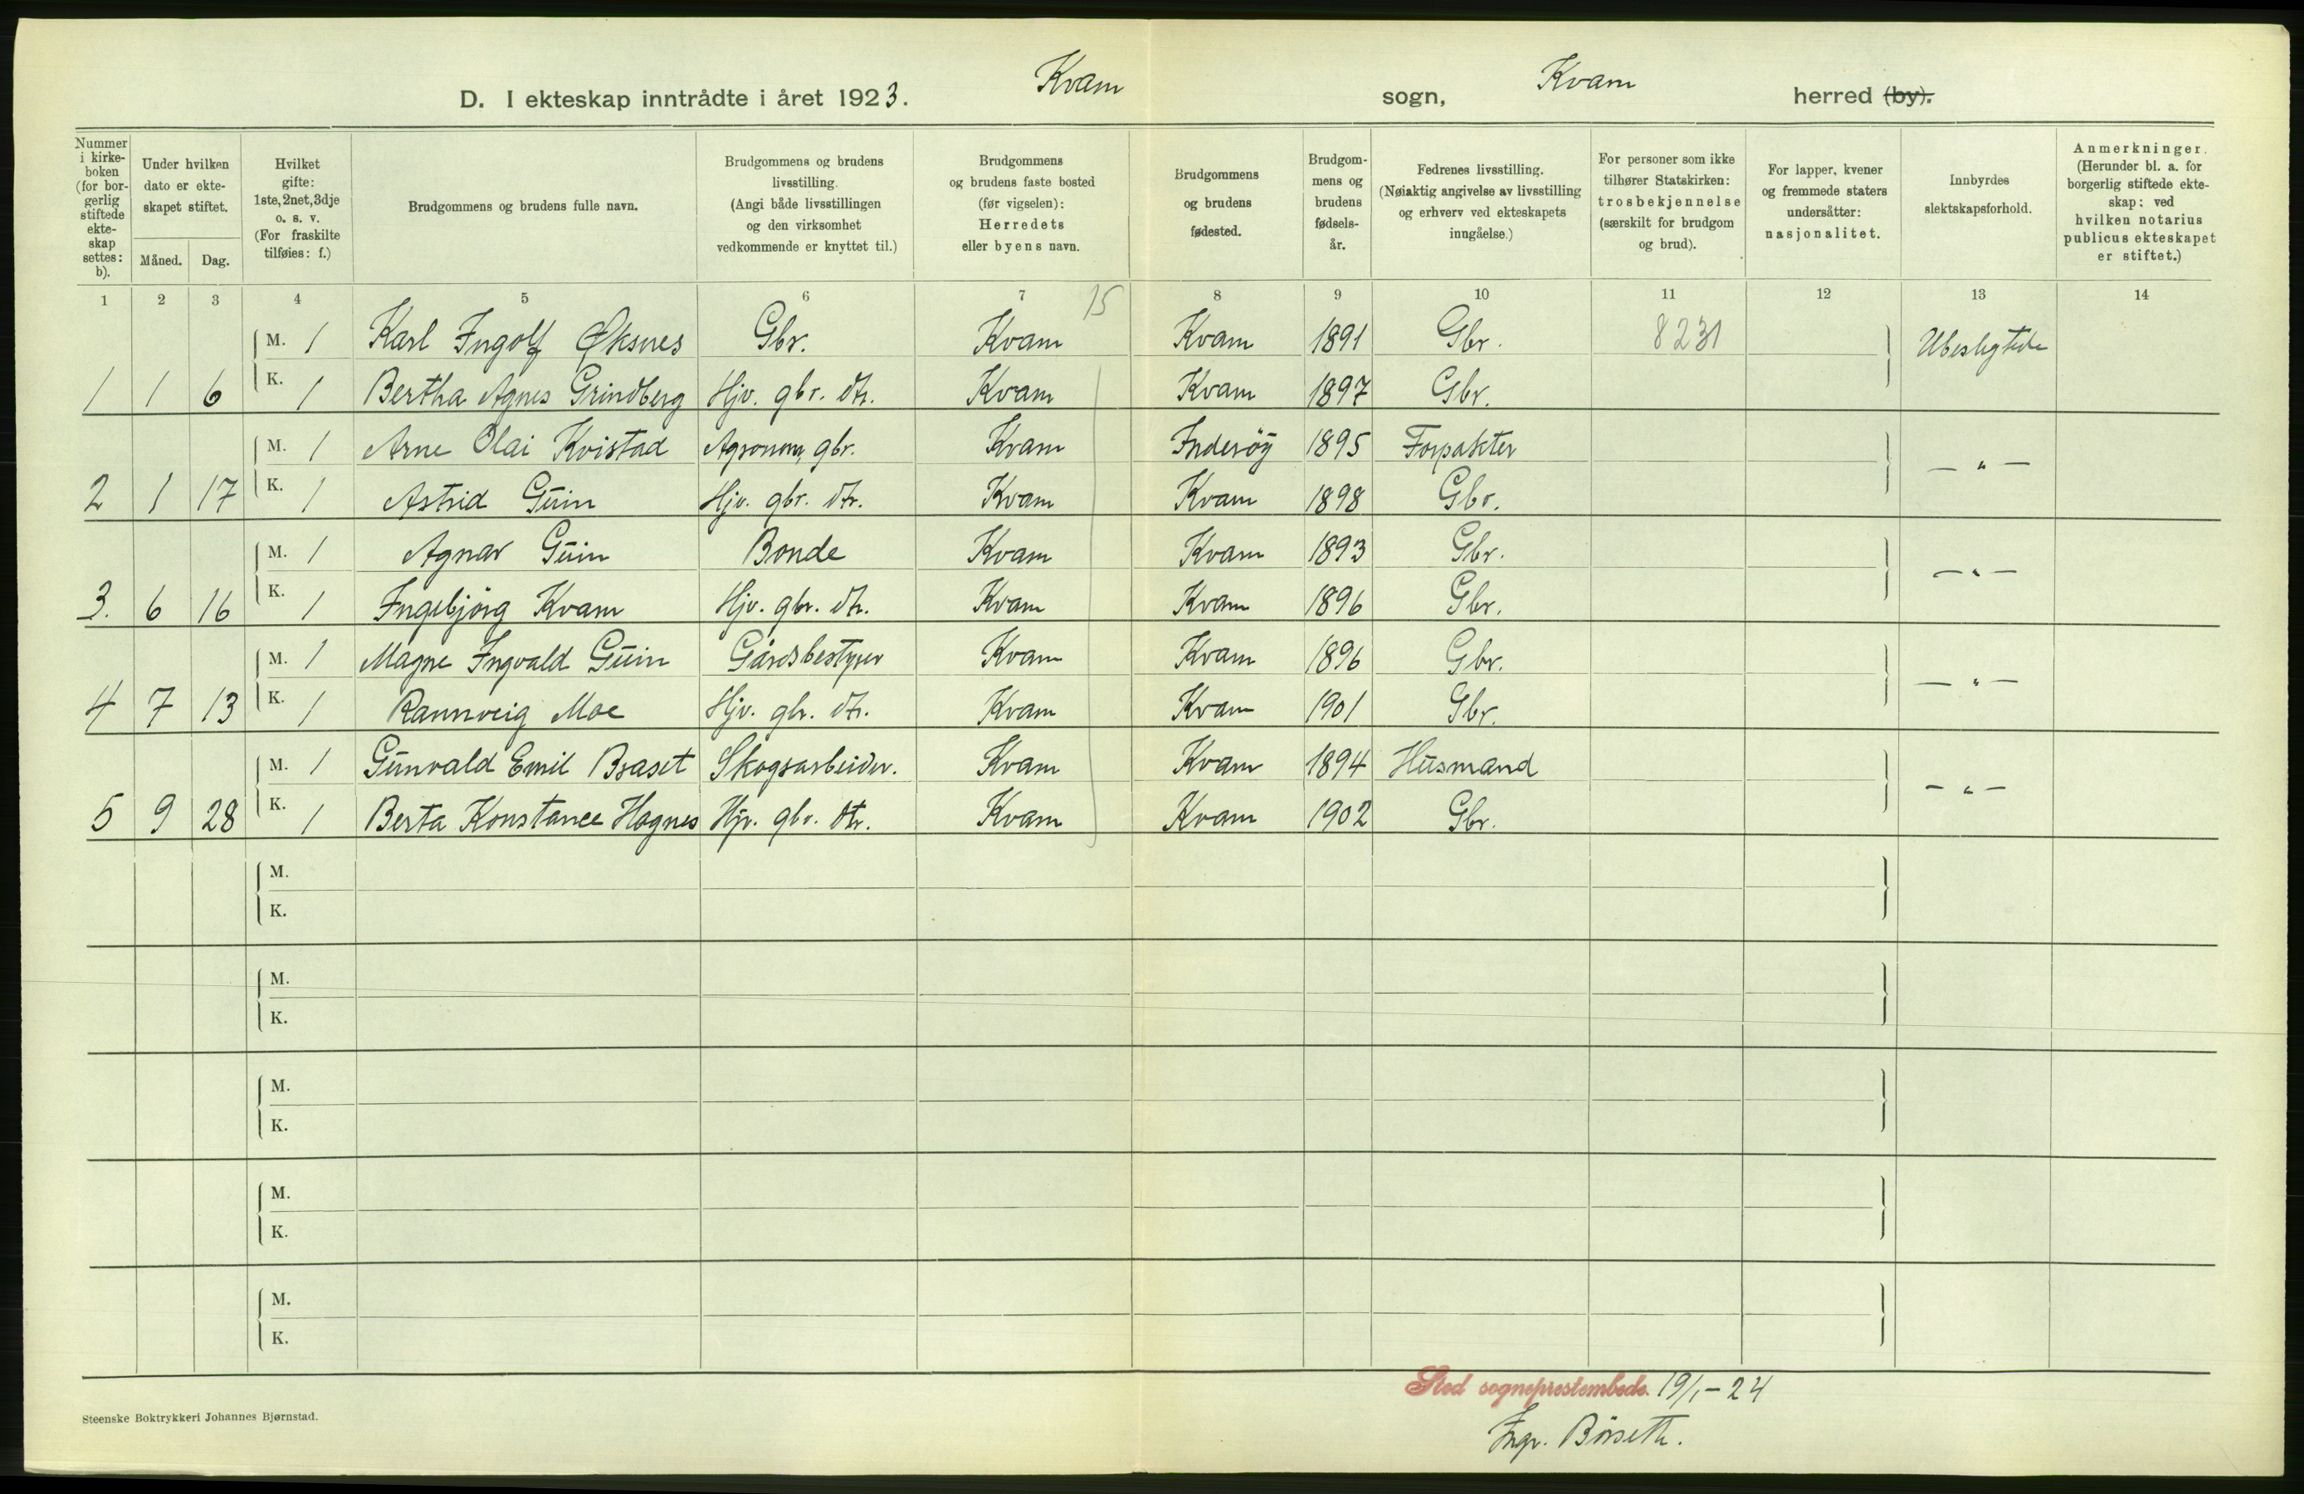 D. I ekteskap inntrådte i året 1923. Kvam sogn, Kvam herred (by).
Nummer i kirkeboken (for borgerlig stiftede ekteskap settes: b).
Under hvilken dato er ekteskapet stiftet.
Måned. Dag.
Hvilket gifte: 1ste, 2net, 3dje o. s. v. (For fraskilte tilføies: f.)
Brudgommens og brudens fulle navn.
Brudgommens og brudens livsstilling. (Angi både livsstillingen og den virksomhet vedkommende er knyttet til.)
Brudgommens og brudens faste bosted (før vigselen): Herredets eller byens navn.
Brudgommens og brudens fødested.
Brudgommens og brudens fødselsår.
Fedrenes livsstilling. (Nøiaktig angivelse av livsstilling og erhverv ved ekteskapets inngåelse.)
For personer som ikke tilhører Statskirken: trosbekjennelse (særskilt for brudgom og brud).
For lapper, kvener og fremmede staters undersåtter: nasjonalitet.
Innbyrdes slektskapsforhold.
Anmerkninger. (Herunder bl. a. for borgerlig stiftede ekteskap: ved hvilken notarius publicus ekteskapet er stiftet.)
1 2 3 4 5 6 7 15 8 9 10 11 12 13 14
M. 1 Karl Ingolf Øksnes Gbr. Kvam Kvam 1891 Gbr. 8231 Ubeslegtede
1 1 6 K. 1 Bertha Agnes Grindberg Hjv. gbr. dtr. Kvam Kvam 1897 Gbr.
M. 1 Arne Olai Kvistad Agronom, gbr. Kvam Inderöy 1895 Forpakter — " —
2 1 17 K. 1 Astrid Guin Hjv. gbr. dtr. Kvam Kvam 1898 Gbr.
M. 1 Agnar Guin Bonde Kvam Kvam 1893 Gbr. — " —
3. 6 16 K. 1 Ingebjörg Kvam Hjv. gbr. dtr. Kvam Kvam 1896 Gbr.
M. 1 Magne Ingvald Guin Gårdsbestyrer Kvam Kvam 1896 Gbr. — " —
4 7 13 K. 1 Rannveig Moe Hjv. gbr. dtr. Kvam Kvam 1901 Gbr.
M. 1 Gunvald Emil Braset Skogsarbeider. Kvam Kvam 1894 Husmand — " —
5 9 28 K. 1 Berta Konstance Hognes Hjv. gbr. dtr. Kvam Kvam 1902 Gbr.
M.
K.
M.
K.
M.
K.
M.
K.
M.
K.
Stod sogneprestembede. 19/1 – 24
Steenske Boktrykkeri Johannes Bjørnstad.
Ingr. Börseth.